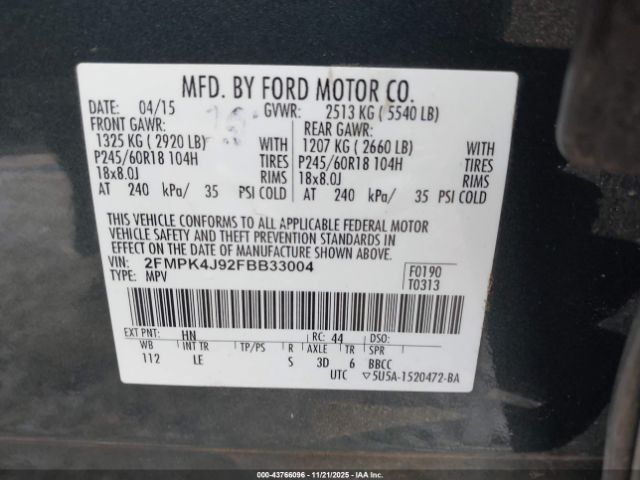 MFD. BY FORD MOTOR CO.
DATE: 04/15 GVWR: 2513 KG ( 5540 LB)
FRONT GAWR: REAR GAWR:
1325 KG ( 2920 LB) WITH 1207 KG ( 2660 LB) WITH
P245/60R18 104H TIRES P245/60R18 104H TIRES
18x8.0J RIMS 18x8.0J RIMS
AT 240 kPa/ 35 PSI COLD AT 240 kPa/ 35 PSI COLD
THIS VEHICLE CONFORMS TO ALL APPLICABLE FEDERAL MOTOR
VEHICLE SAFETY AND THEFT PREVENTION STANDARDS IN
EFFECT ON THE DATE OF MANUFACTURE SHOWN ABOVE.
VIN: 2FMPK4J92FBB33004 F0190
TYPE: MPV T0313
EXT PNT: HN RC: 44 DSO:
WB INT TR TP/PS R AXLE TR SPR
112 LE S 3D 6 BBCC
UTC ▽5U5A-1520472-BA
000-43766096 - 11/21/2025 - IAAI.COM